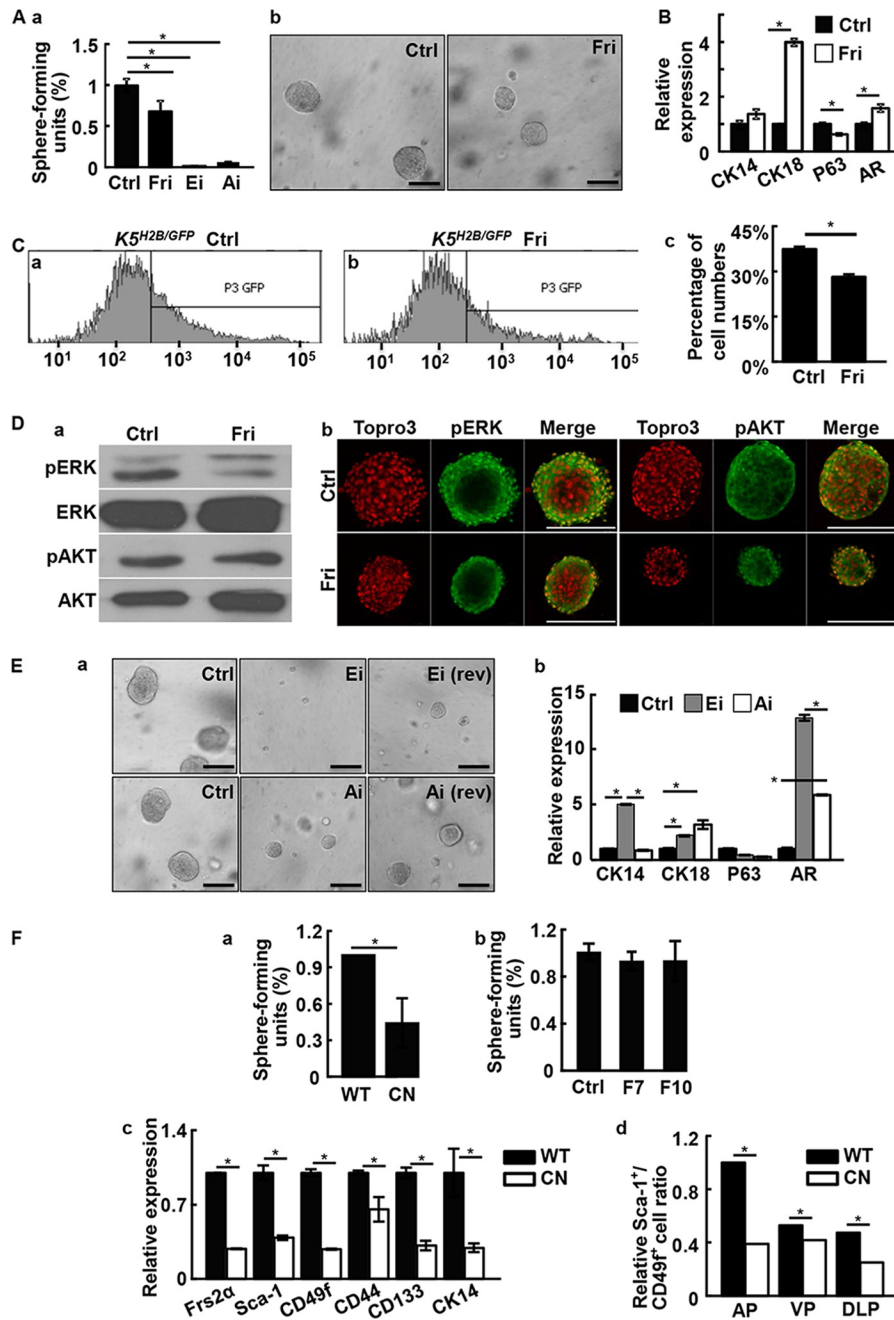 A a
Sphere-forming
units (%)
1.5
1
0.5
0
* * *
Ctrl Fri Ei Ai
b
Ctrl Fri
B
Relative
expression
Ctrl
Fri
4
2
0
* * *
CK14 CK18 P63 AR
C
a K5H2B/GFP Ctrl
P3 GFP
10¹ 10² 10³ 10⁴ 10⁵
b K5H2B/GFP Fri
P3 GFP
10¹ 10² 10³ 10⁴ 10⁵
c
Percentage of
cell numbers
45%
30%
15%
0%
*
Ctrl Fri
D a
Ctrl Fri
pERK
ERK
pAKT
AKT
b
Topro3 pERK Merge Topro3 pAKT Merge
Ctrl
Fri
E a
Ctrl Ei Ei (rev)
Ctrl Ai Ai (rev)
b
Relative expression
Ctrl Ei Ai
15
10
5
0
* * * * * *
CK14 CK18 P63 AR
F
a
Sphere-forming
units (%)
1.2
0.9
0.6
0.3
0
*
WT CN
b
Sphere-forming
units (%)
1.2
0.8
0.4
0
Ctrl F7 F10
c
Relative expression
1.4
0.7
0
* * * * * *
WT
CN
Frs2α Sca-1 CD49f CD44 CD133 CK14
d
Relative Sca-1⁺/
CD49f⁺ cell ratio
1.2
0.8
0.4
0
* * *
WT
CN
AP VP DLP